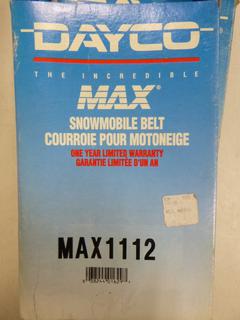 DAYCO
THE INCREDIBLE
MAX®
SNOWMOBILE BELT
COURROIE POUR MOTONEIGE
ONE YEAR LIMITED WARRANTY
GARANTIE LIMITÉE D'UN AN
MAX1112